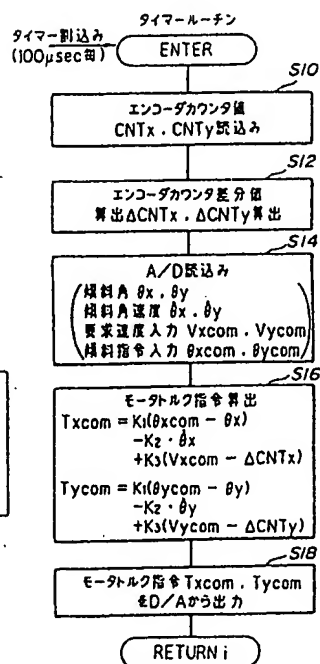 タイマールーチン
タイマー割込み
(100μsec毎)
ENTER
S10
エンコーダカウンタ値
CNTx . CNTy読込み
S12
エンコーダカウンタ差分値
算出ΔCNTx . ΔCNTy算出
S14
A/D読込み
傾斜角 θx . θy
傾斜角速度 θ̇x . θ̇y
要求速度入力 Vxcom . Vycom
傾斜指令入力 θxcom . θycom
S16
モータトルク指令算出
Txcom = K1(θxcom − θx)
−K2 · θ̇x
+K3(Vxcom − ΔCNTx)
Tycom = K1(θycom − θy)
−K2 · θ̇y
+K3(Vycom − ΔCNTy)
S18
モータトルク指令 Txcom . Tycom
をD/Aから出力
RETURN i